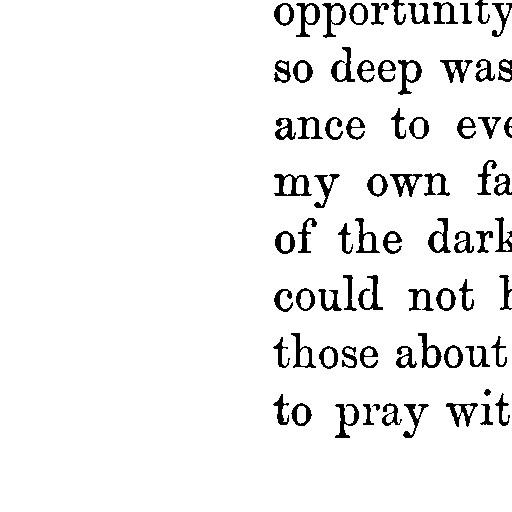 opportunity
so deep was
ance to eve
my own fa
of the dark
could not h
those about
to pray wit